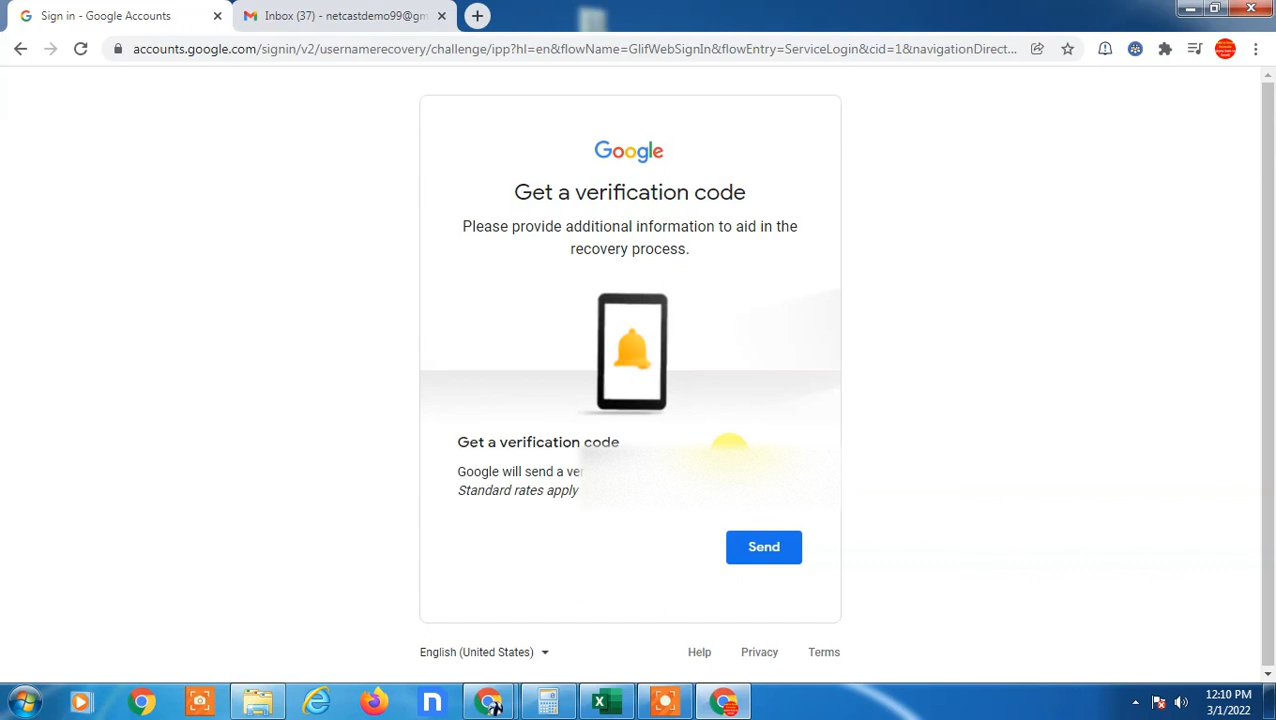 Sign in - Google Accounts
Inbox (37) - netcastdemo99@gm
accounts.google.com/signin/v2/usernamerecovery/challenge/ipp?hl=en&flowName=GlifWebSignIn&flowEntry=ServiceLogin&cid=1&navigationDirect...
Google
Get a verification code
Please provide additional information to aid in the
recovery process.
Get a verification code
Google will send a ver
Standard rates apply
Send
English (United States)
Help Privacy Terms
12:10 PM
3/1/2022